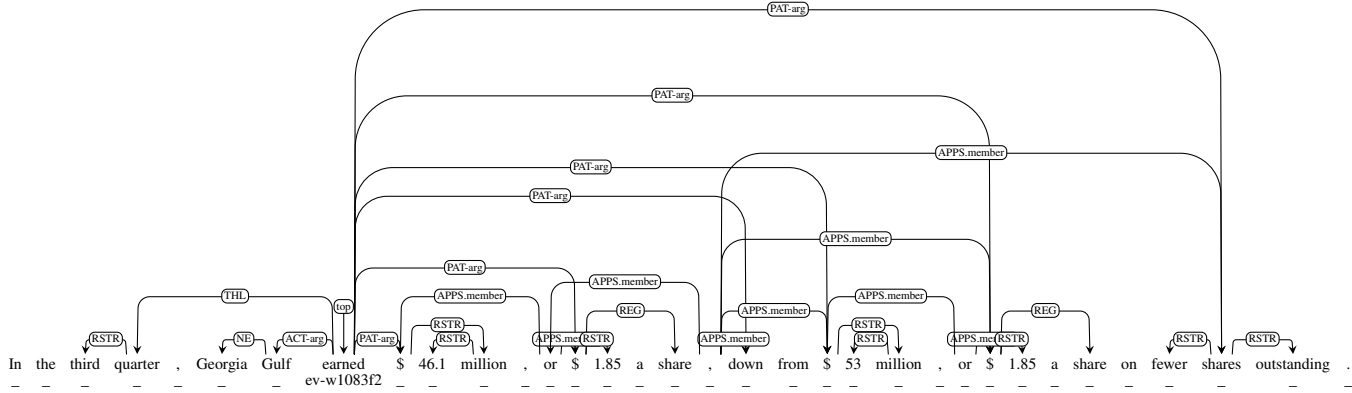 PAT-arg
PAT-arg
APPS.member
PAT-arg
PAT-arg
APPS.member
PAT-arg
APPS.member
THL top APPS.member APPS.member
REG APPS.member REG
RSTR RSTR
RSTR NE ACT-arg PAT-arg RSTR RSTR APPS.member RSTR RSTR RSTR RSTR
In the third quarter , Georgia Gulf earned $ 46.1 million , or $ 1.85 a share , down from $ 53 million , or $ 1.85 a share on fewer shares outstanding .
ev-w1083f2
_ _ _ _ _ _ _ _ _ _ _ _ _ _ _ _ _ _ _ _ _ _ _ _ _ _ _ _ _ _ _ _ _